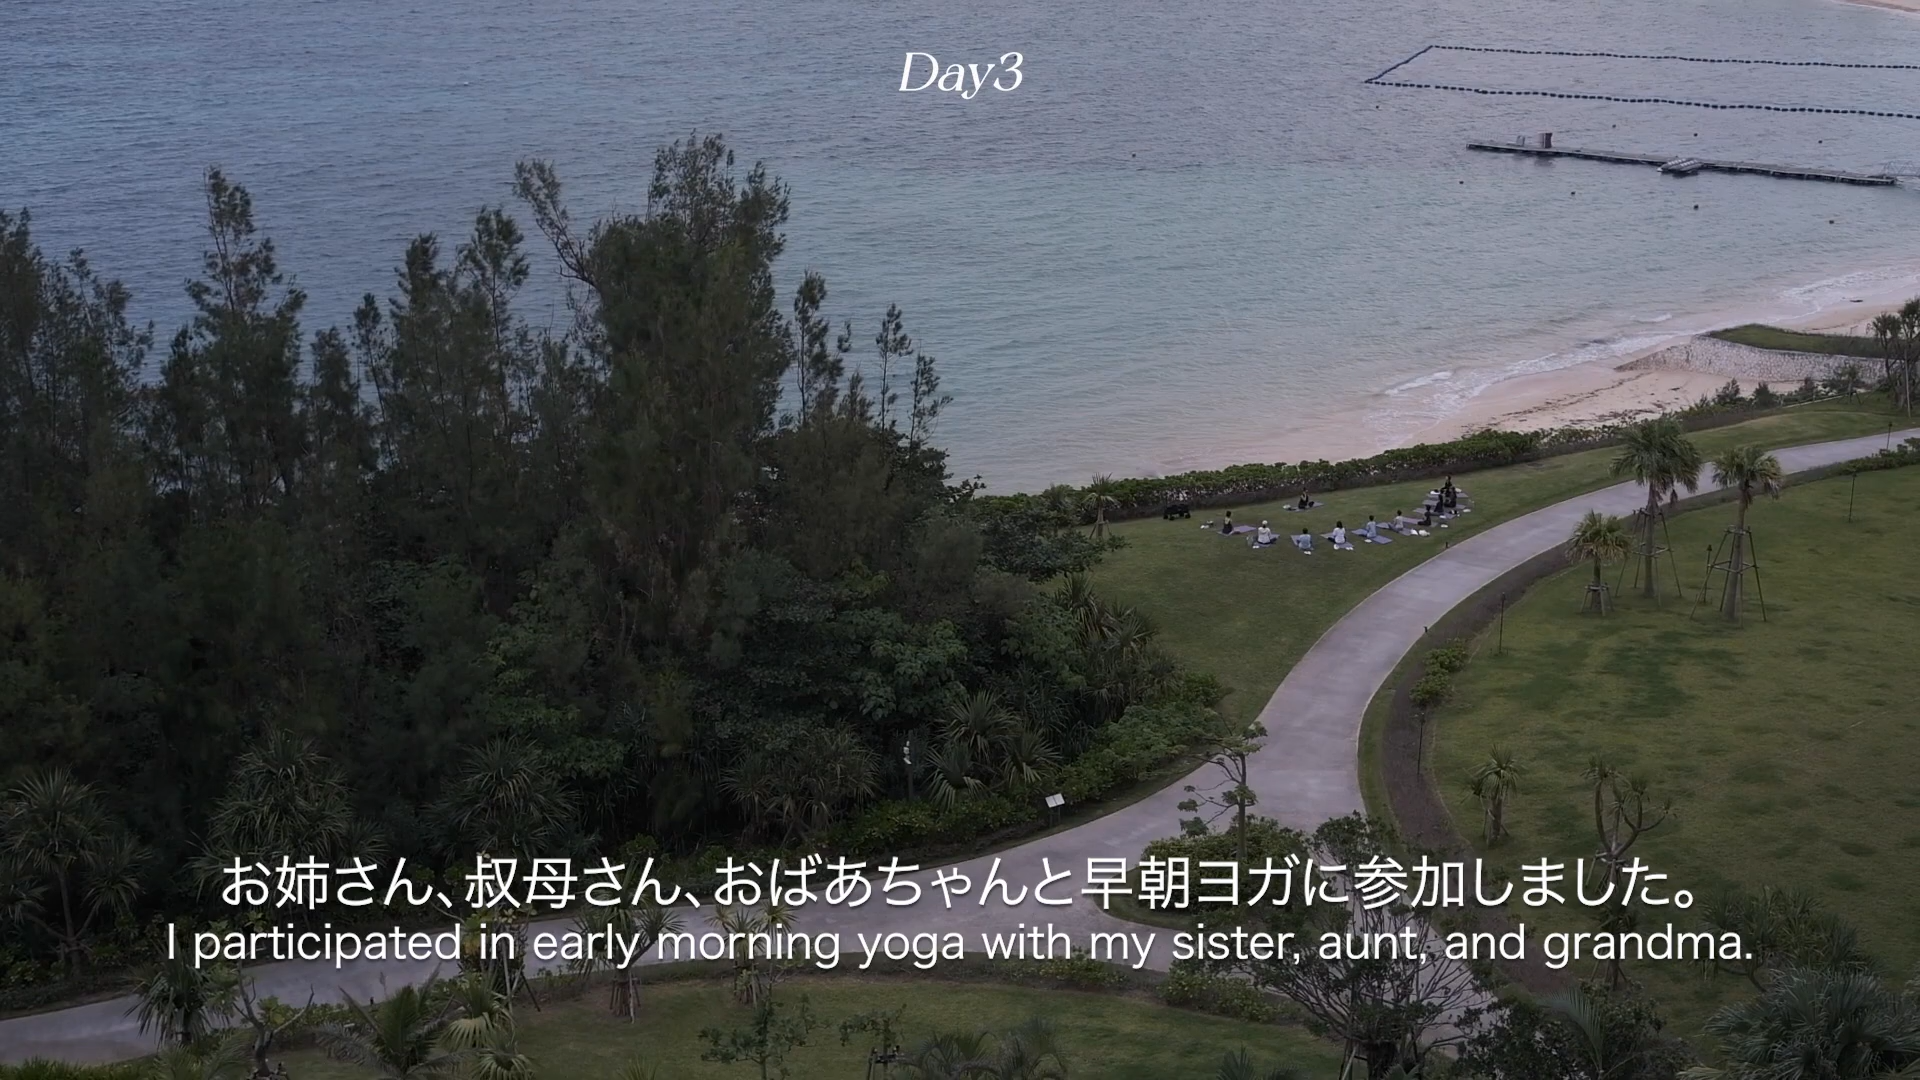 Day3
お姉さん、叔母さん、おばあちゃんと早朝ヨガに参加しました。
I participated in early morning yoga with my sister, aunt, and grandma.